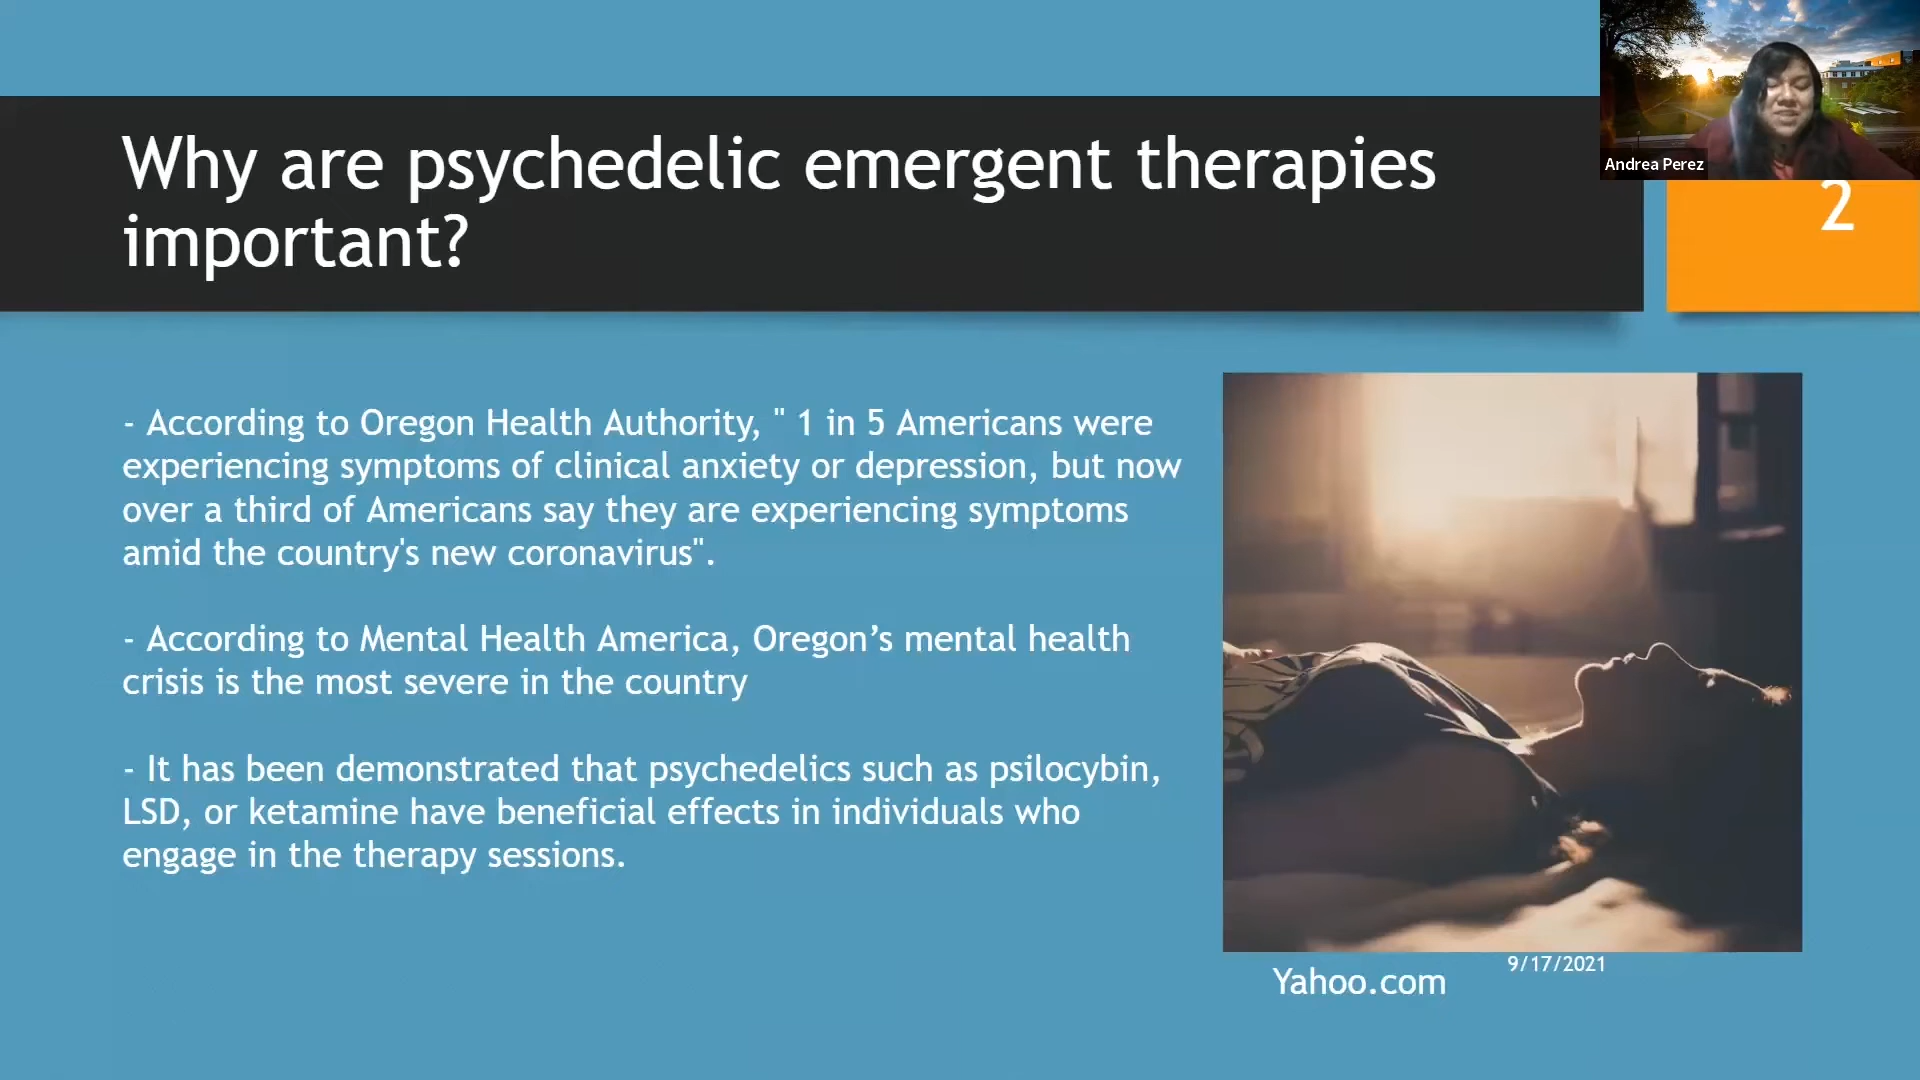 Why are psychedelic emergent therapies
important?
Andrea Perez
2
- According to Oregon Health Authority, " 1 in 5 Americans were
experiencing symptoms of clinical anxiety or depression, but now
over a third of Americans say they are experiencing symptoms
amid the country's new coronavirus".
- According to Mental Health America, Oregon’s mental health
crisis is the most severe in the country
- It has been demonstrated that psychedelics such as psilocybin,
LSD, or ketamine have beneficial effects in individuals who
engage in the therapy sessions.
9/17/2021
Yahoo.com